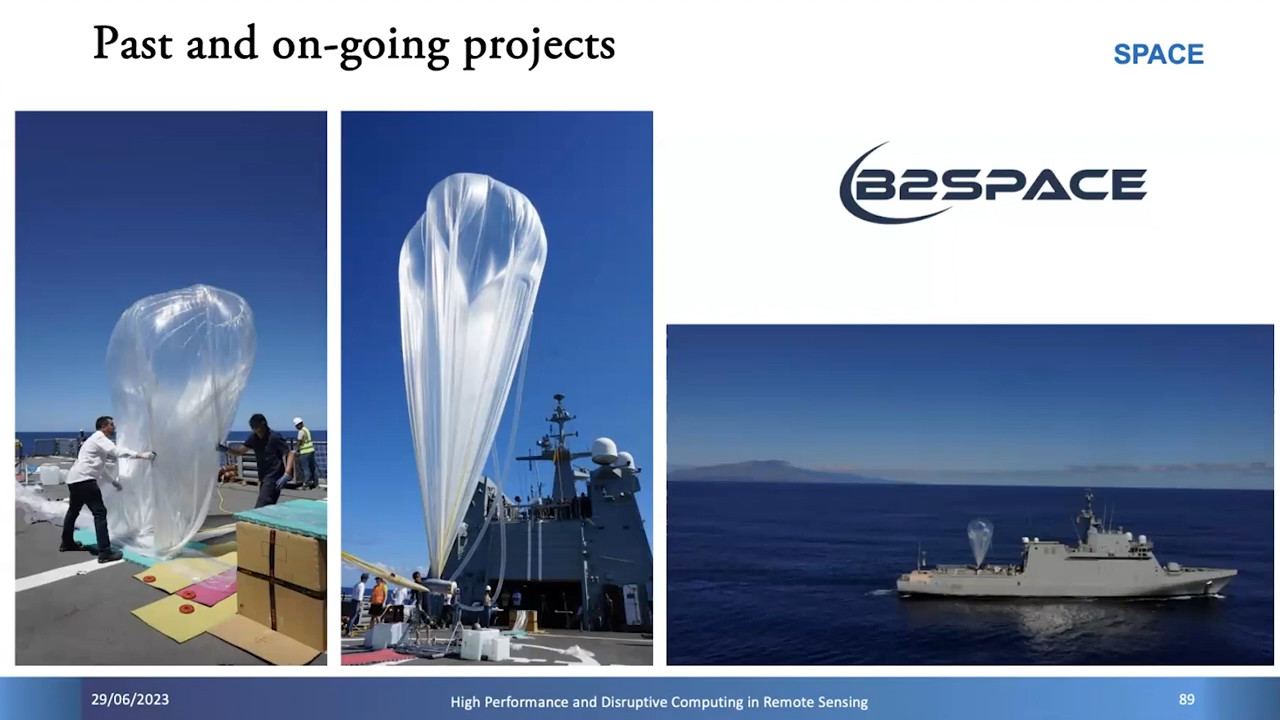 Past and on-going projects
SPACE
B2SPACE
29/06/2023
High Performance and Disruptive Computing in Remote Sensing
89